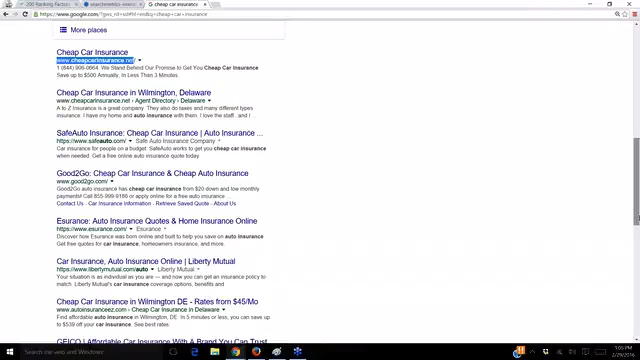 200 Ranking Factors
searchmetrics-
cheap car insurance
https://www.google.com/?gws_rd=ssl#
cheap+car+insurance
More places
Cheap Car Insurance
www.cheapcarinsurance.net
1 (844) 906-0664. We Stand Behind Our Promise to Get You Cheap Car Insurance
Save up to $500 Annually, In Less Than 3 Minutes.
Cheap Car Insurance in Wilmington, Delaware
www.cheapcarinsurance.net › Agent Directory › Delaware
A to Z Insurance is a great company. They also do taxes and many different types
insurance. I have my home and auto insurance with them. I love the staff...and I ...
SafeAuto Insurance: Cheap Car Insurance | Auto Insurance ...
https://www.safeauto.com/ Safe Auto Insurance Company
Car insurance for people on a budget. SafeAuto works to get you cheap car insurance
when needed. Get a free online auto insurance quote today.
Good2Go: Cheap Car Insurance & Cheap Auto Insurance
www.good2go.com/
Good2Go auto insurance has cheap car insurance from $20 down and low monthly
payments! Call 855-999-9186 or apply online for a free auto insurance ...
Contact Us - Car Insurance Information - Retrieve Saved Quote - About Us
Esurance: Auto Insurance Quotes & Home Insurance Online
https://www.esurance.com/ Esurance
Discover how Esurance was born online and built to help you save on auto insurance
Get free quotes for car insurance, homeowners insurance, and more.
Car Insurance, Auto Insurance Online | Liberty Mutual
https://www.libertymutual.com/auto Liberty Mutual
Your situation is as individual as you are — and now you can get an insurance policy to
match. Liberty Mutual's car insurance coverage options, benefits and
Cheap Car Insurance in Wilmington DE - Rates from $45/Mo
www.autoinsuranceez.com › Cheap Car Insurance in Delaware
Find affordable auto insurance in Wilmington, DE. In 5 minutes or less, you can save up
to $539 off your car insurance. See best rates.
GEICO | Affordable Car Insurance With A Brand You Can Trust
Search the web and Windows
1:05 PM
2/29/2016